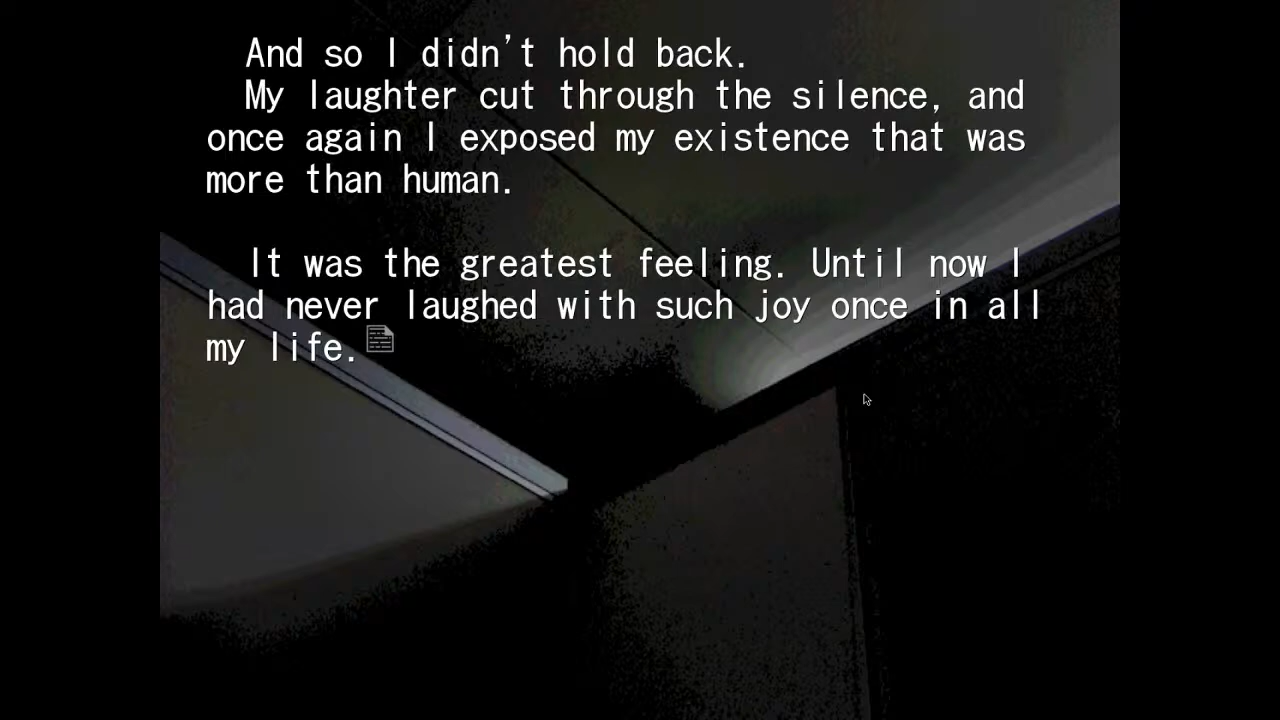 And so I didn't hold back.
My laughter cut through the silence, and
once again I exposed my existence that was
more than human.
It was the greatest feeling. Until now I
had never laughed with such joy once in all
my life.